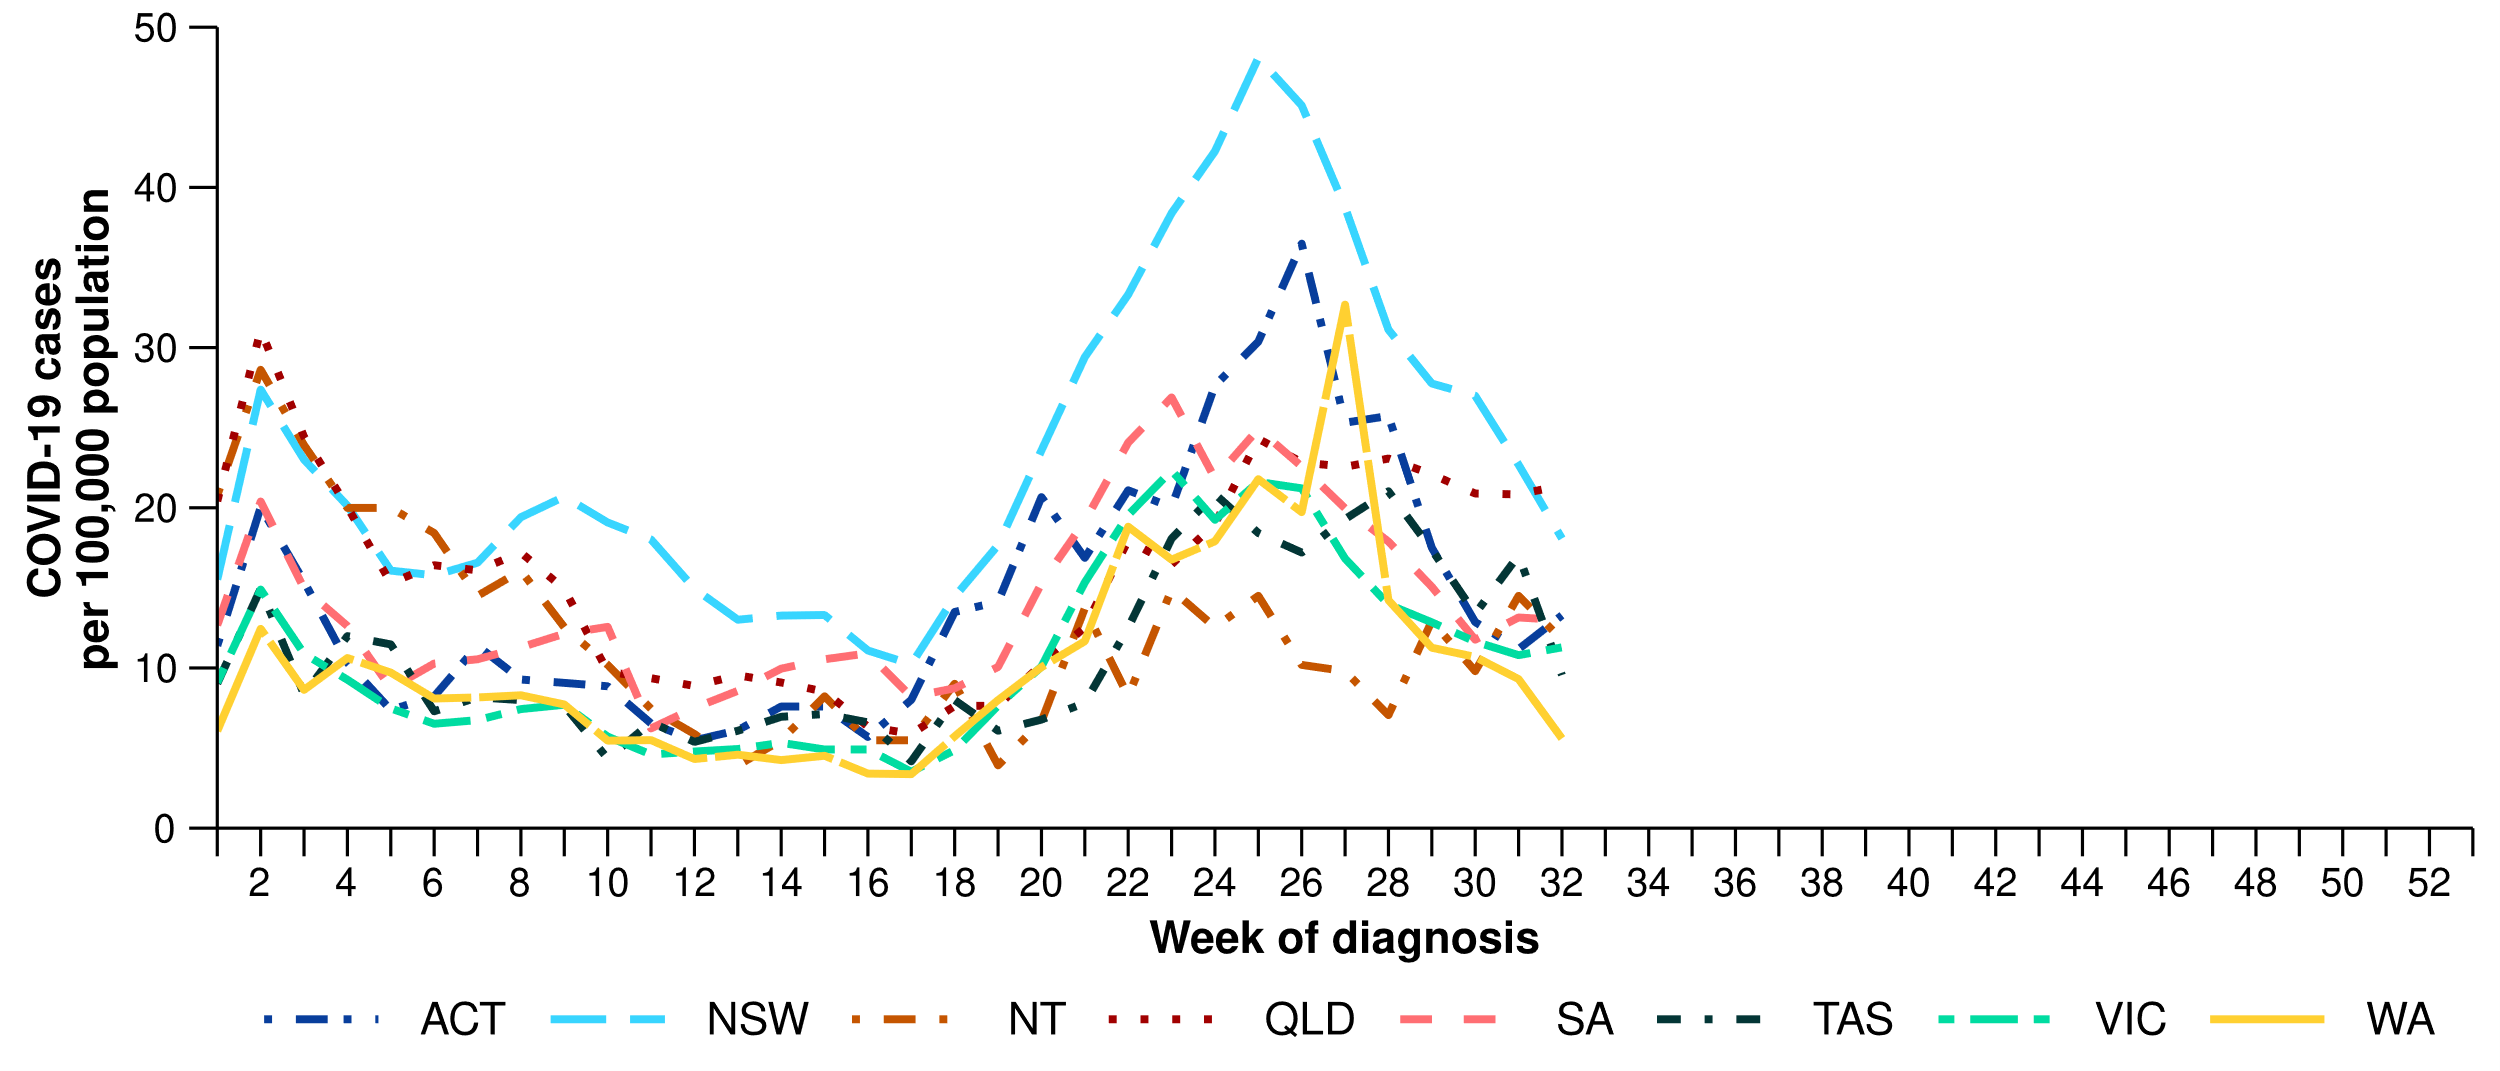 COVID-19 cases
per 100,000 population
50
40
30
20
10
0
2 4 6 8 10 12 14 16 18 20 22 24 26 28 30 32 34 36 38 40 42 44 46 48 50 52
Week of diagnosis
ACT NSW NT QLD SA TAS VIC WA